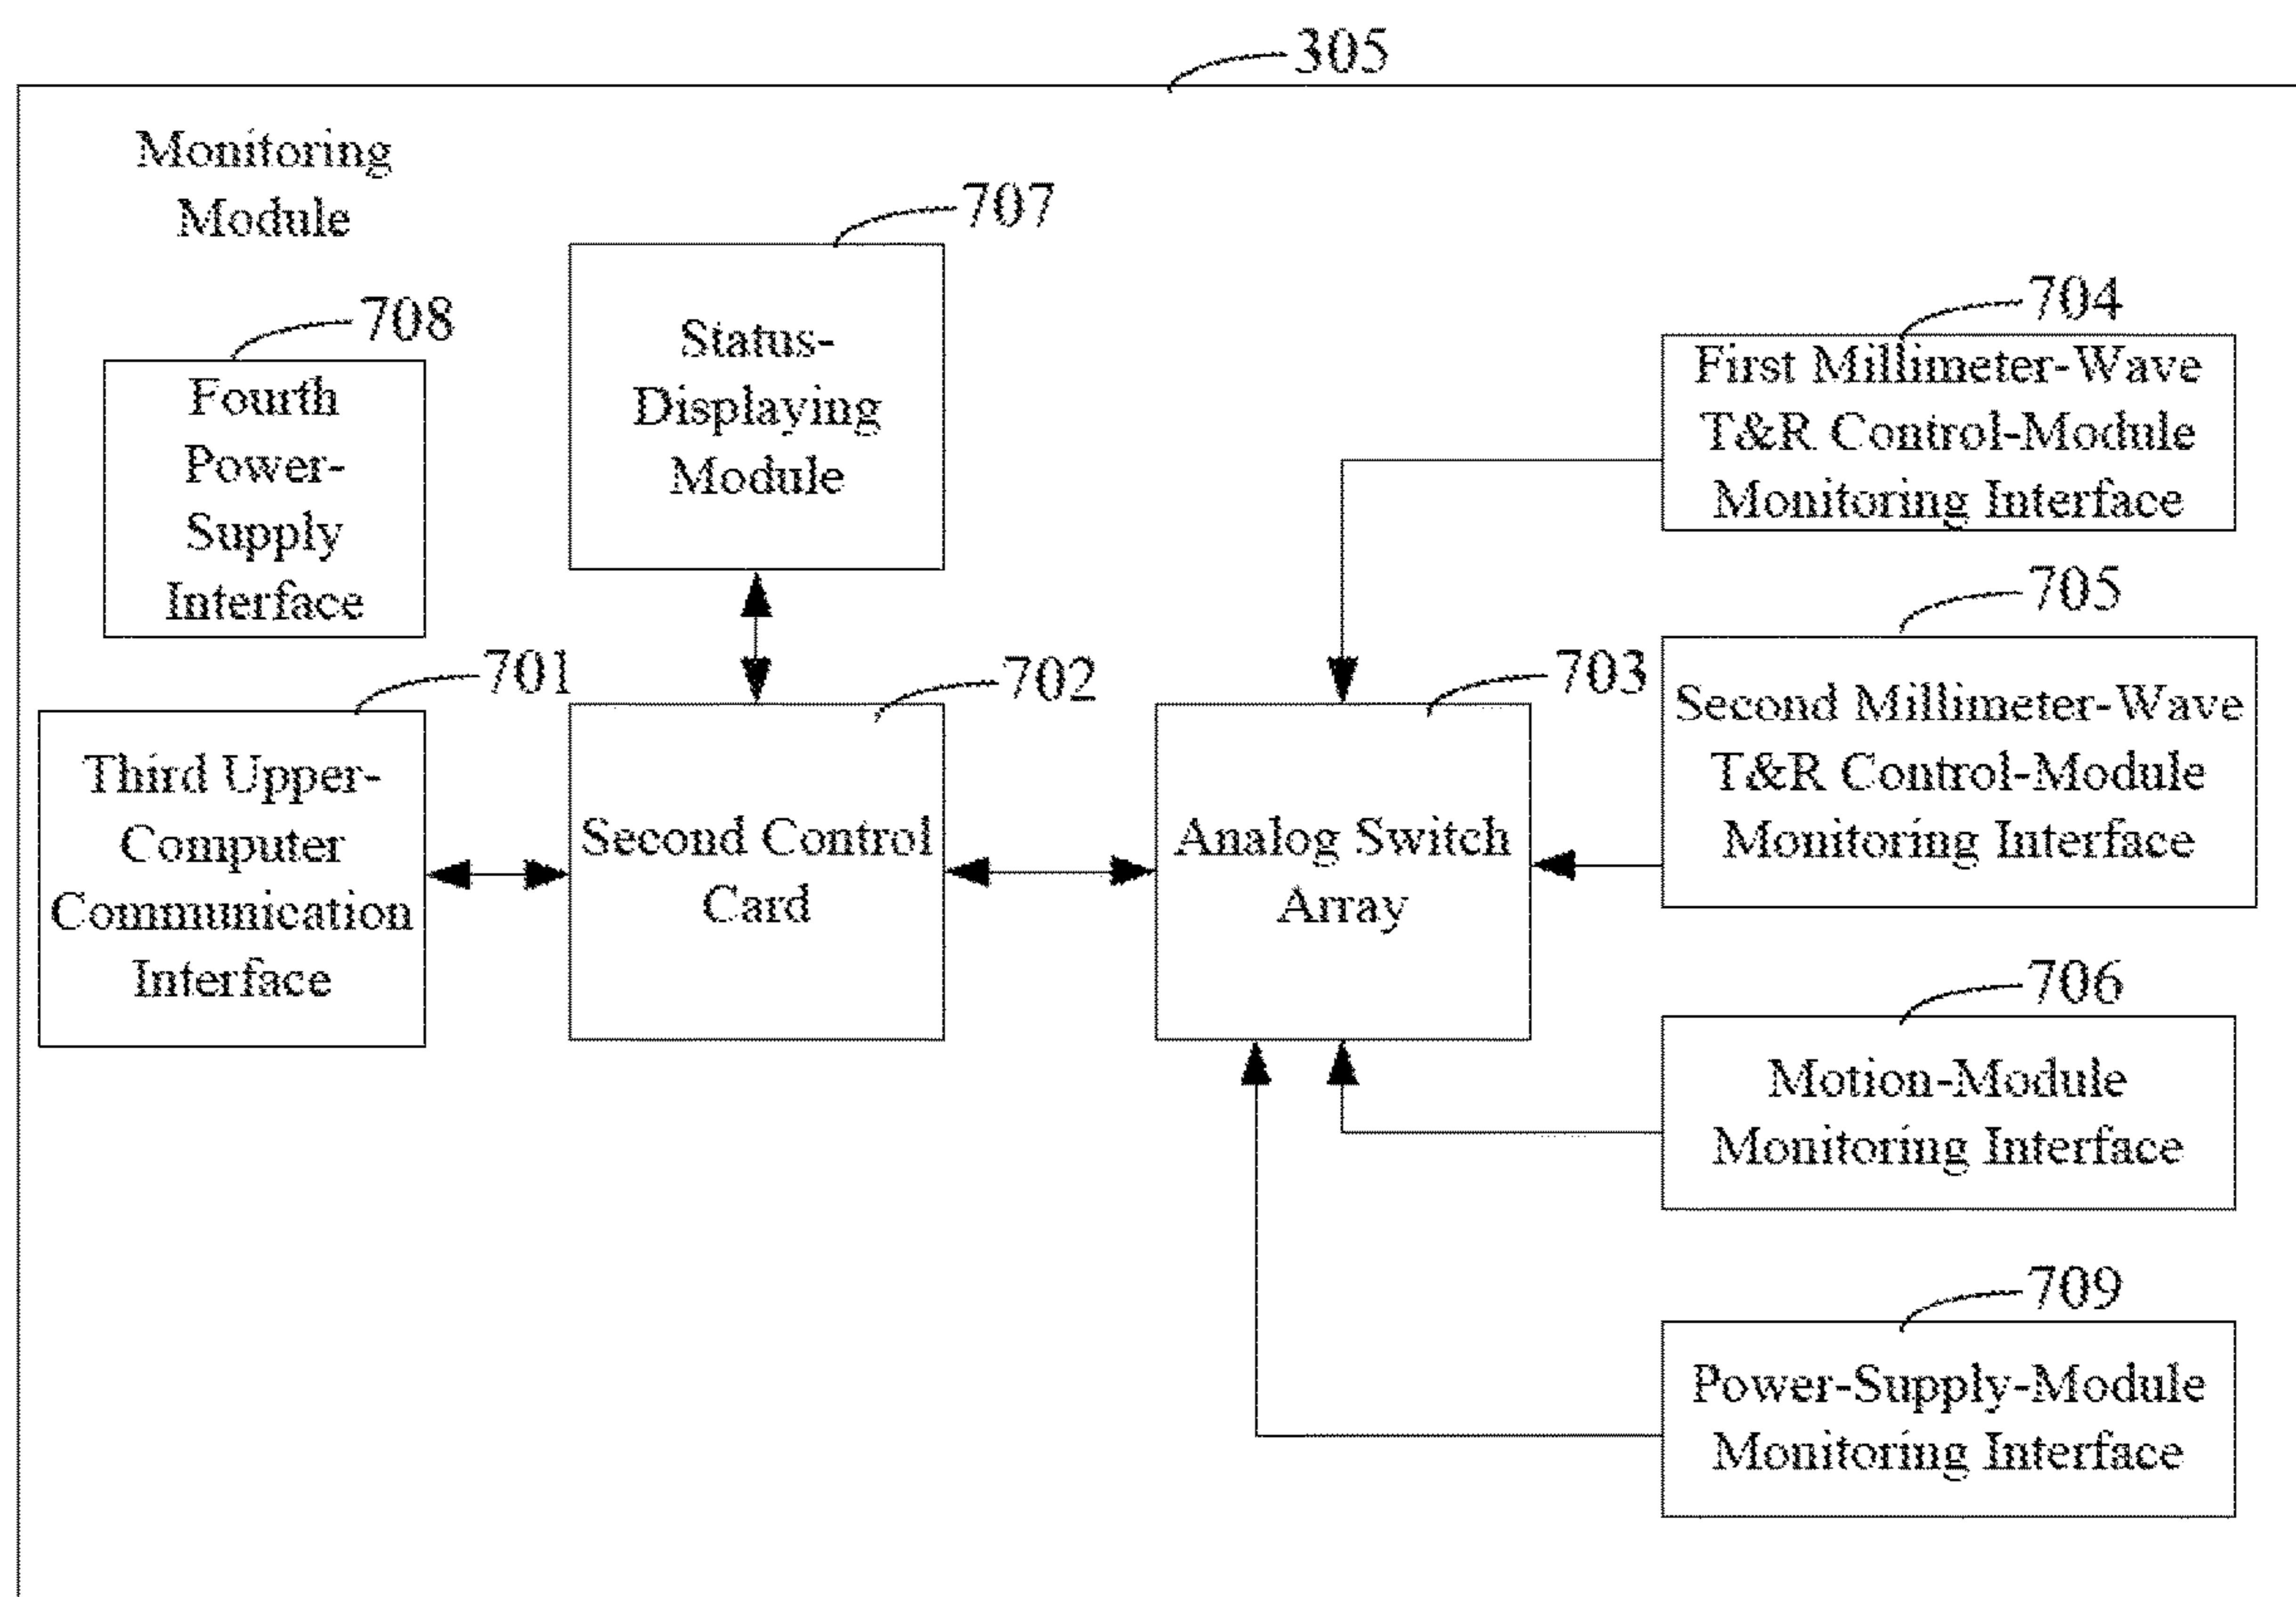 305
Monitoring
Module
707
Status-
Displaying
Module
708
Fourth
Power-
Supply
Interface
704
First Millimeter-Wave
T&R Control-Module
Monitoring Interface
701
Third Upper-
Computer
Communication
Interface
702
Second Control
Card
703
Analog Switch
Array
705
Second Millimeter-Wave
T&R Control-Module
Monitoring Interface
706
Motion-Module
Monitoring Interface
709
Power-Supply-Module
Monitoring Interface